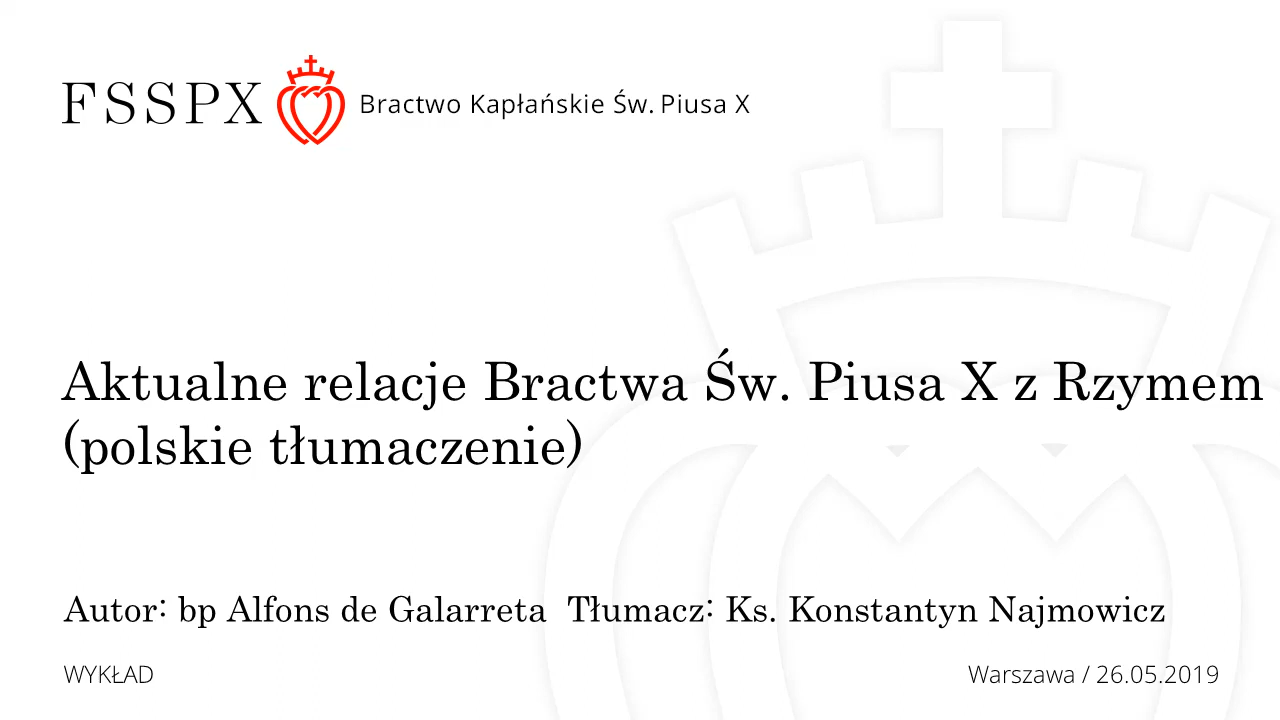 FSSPX Bractwo Kapłańskie Św. Piusa X
Aktualne relacje Bractwa Św. Piusa X z Rzymem
(polskie tłumaczenie)
Autor: bp Alfons de Galarreta Tłumacz: Ks. Konstantyn Najmowicz
WYKŁAD Warszawa / 26.05.2019